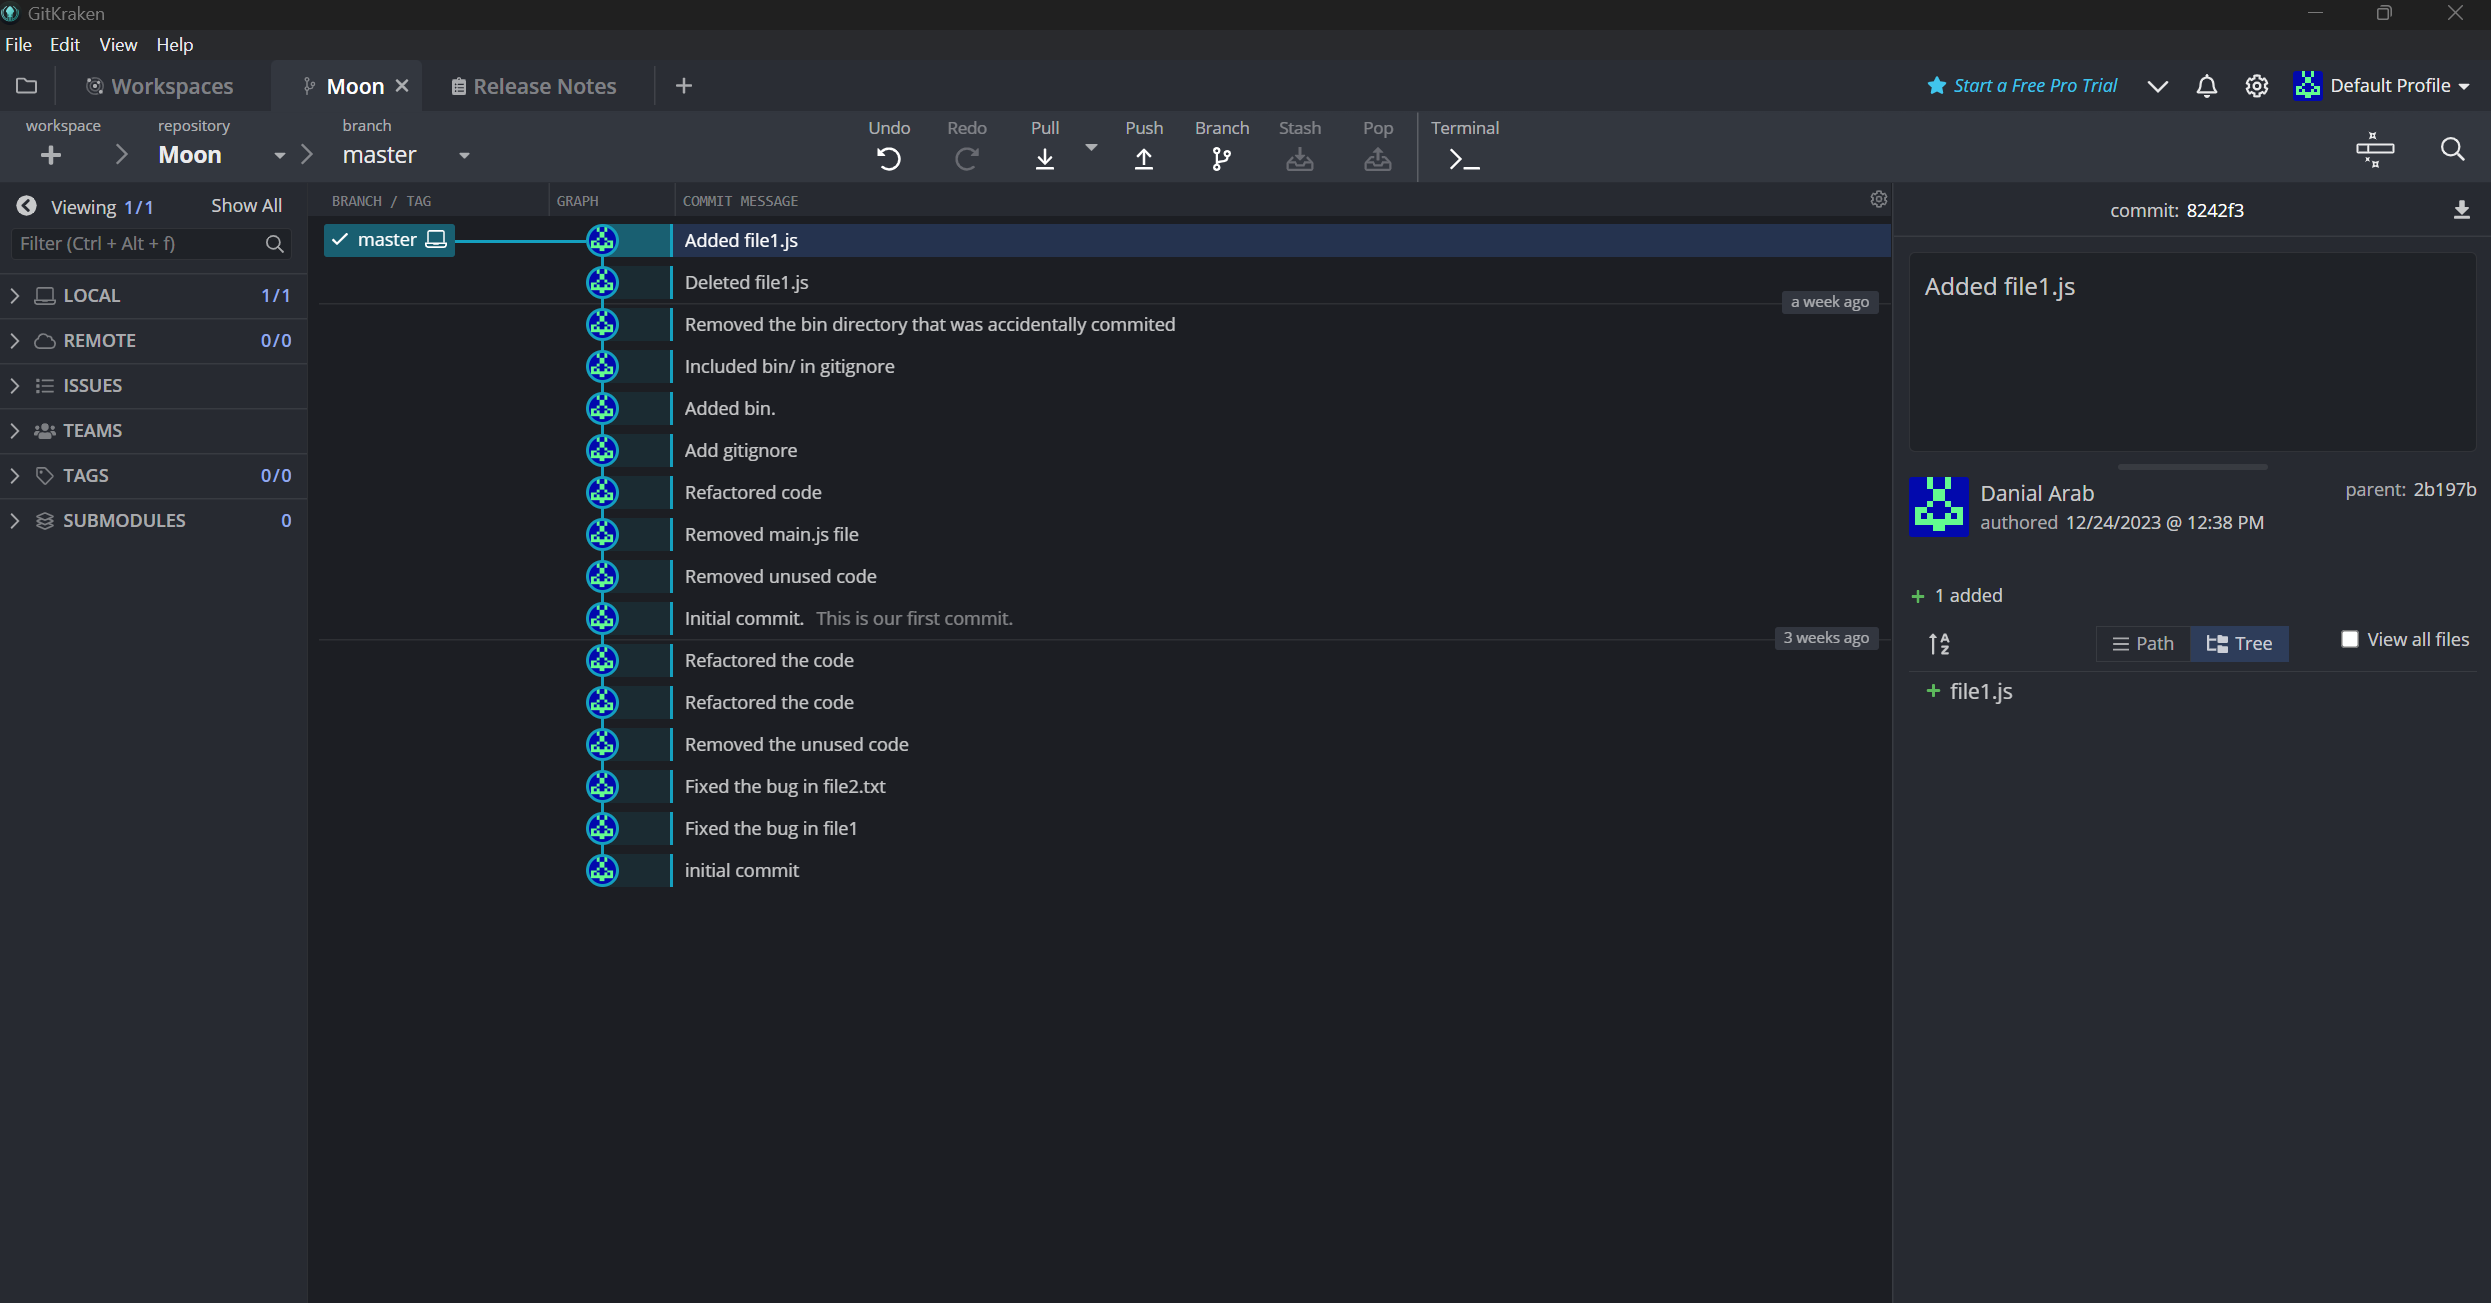 GitKraken
File Edit View Help
Workspaces Moon Release Notes Start a Free Pro Trial Default Profile
workspace repository branch
Moon master
Undo Redo Pull Push Branch Stash Pop Terminal
Viewing 1/1 Show All
Filter (Ctrl + Alt + f)
LOCAL 1/1
REMOTE 0/0
ISSUES
TEAMS
TAGS 0/0
SUBMODULES 0
BRANCH / TAG GRAPH COMMIT MESSAGE
master Added file1.js
Deleted file1.js
a week ago
Removed the bin directory that was accidentally commited
Included bin/ in gitignore
Added bin.
Add gitignore
Refactored code
Removed main.js file
Removed unused code
Initial commit. This is our first commit.
3 weeks ago
Refactored the code
Refactored the code
Removed the unused code
Fixed the bug in file2.txt
Fixed the bug in file1
initial commit
commit: 8242f3
Added file1.js
Danial Arab parent: 2b197b
authored 12/24/2023 @ 12:38 PM
+ 1 added
AZ Path Tree View all files
+ file1.js